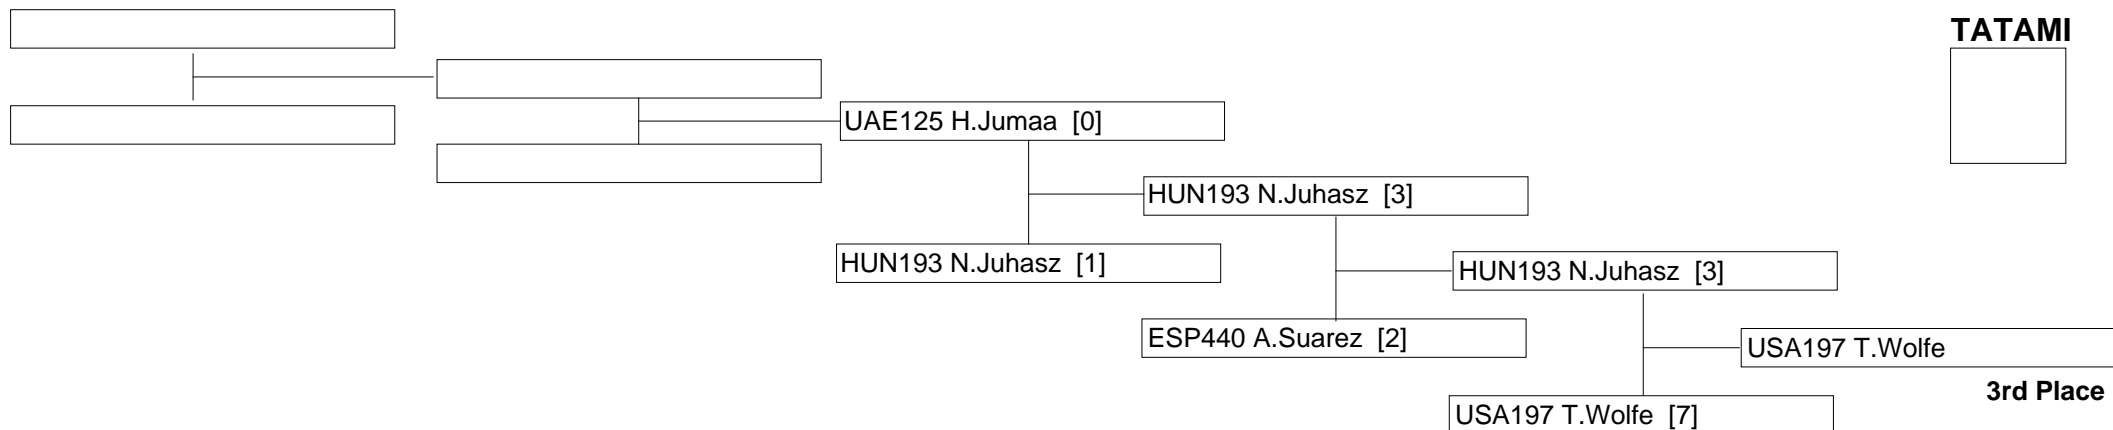 TATAMI
UAE125 H.Jumaa [0]
HUN193 N.Juhasz [3]
HUN193 N.Juhasz [1]
HUN193 N.Juhasz [3]
ESP440 A.Suarez [2]
USA197 T.Wolfe
3rd Place
USA197 T.Wolfe [7]